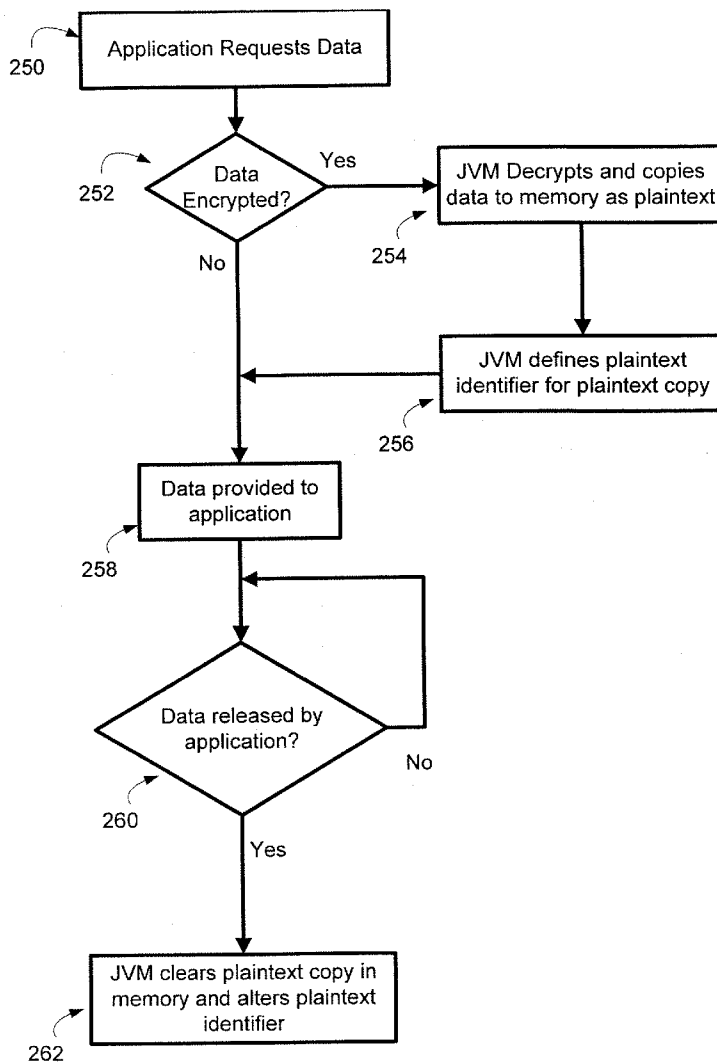 Application Requests Data
250
Data
Encrypted?
252
Yes
No
JVM Decrypts and copies
data to memory as plaintext
254
JVM defines plaintext
identifier for plaintext copy
256
Data provided to
application
258
Data released by
application?
No
260
Yes
JVM clears plaintext copy in
memory and alters plaintext
identifier
262